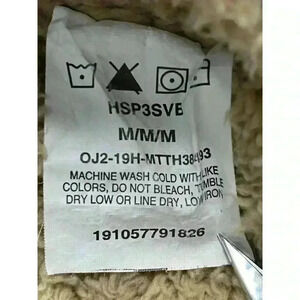 HSP3SVB
M/M/M
OJ2-19H-MTTH38493
MACHINE WASH COLD WITH LIKE
COLORS, DO NOT BLEACH, TUMBLE
DRY LOW OR LINE DRY, LOW IRON
191057791826